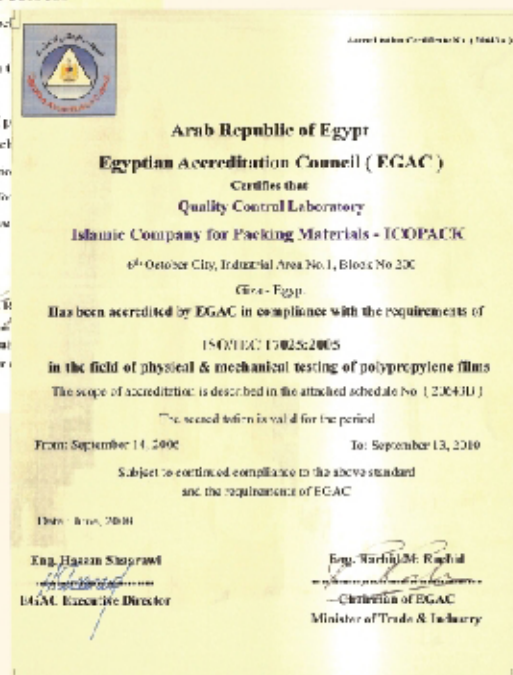 Arab Republic of Egypt
Egyptian Accreditation Council ( EGAC )
Certifies that
Quality Control Laboratory
Islamic Company for Packing Materials - ICOPACK
6th October City, Industrial Area No.1, Block No 200
Giza - Egypt
Has been accredited by EGAC in compliance with the requirements of
ISO/IEC 17025:2005
in the field of physical & mechanical testing of polypropylene films
The scope of accreditation is described in the attached schedule No
The accreditation is valid for the period
From: September 14, 2006 To: September 13, 2010
Subject to continued compliance to the above standard
and the requirements of EGAC
Eng. Hassan Eng. Rachid M. Rachid
Executive Director Chairman of EGAC
Minister of Trade & Industry